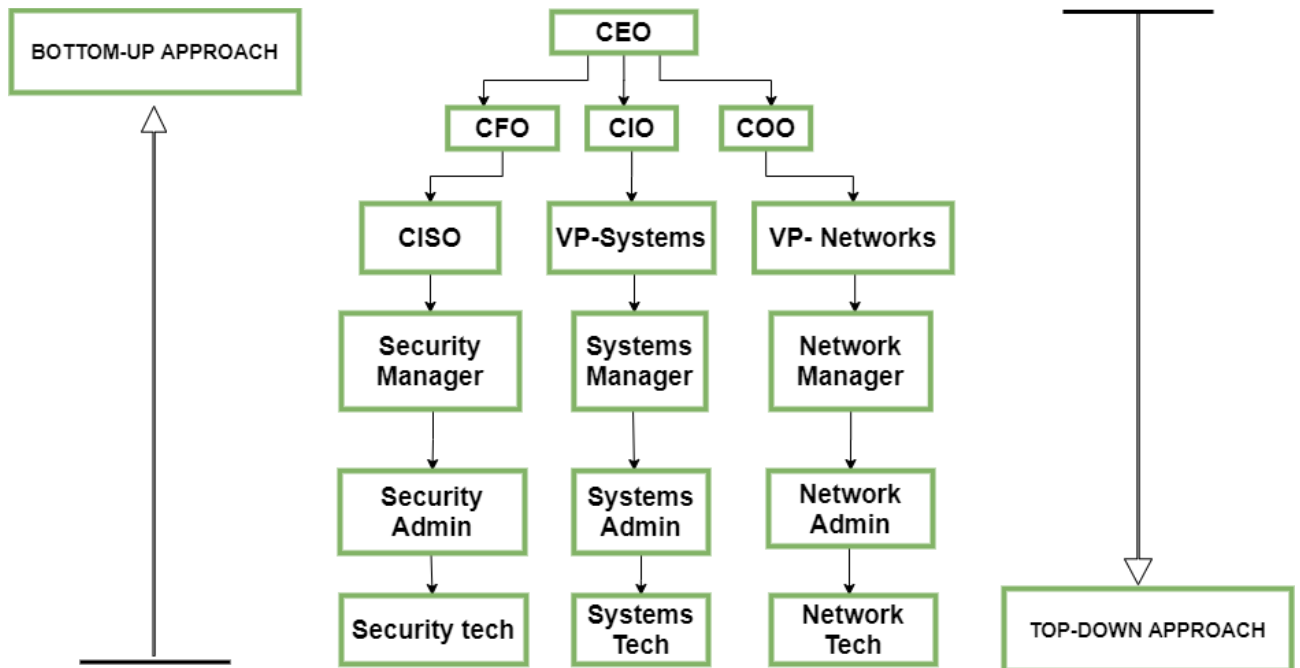 BOTTOM-UP APPROACH
CEO
CFO
CIO
COO
CISO
VP-Systems
VP- Networks
Security
Manager
Systems
Manager
Network
Manager
Security
Admin
Systems
Admin
Network
Admin
Security tech
Systems
Tech
Network
Tech
TOP-DOWN APPROACH